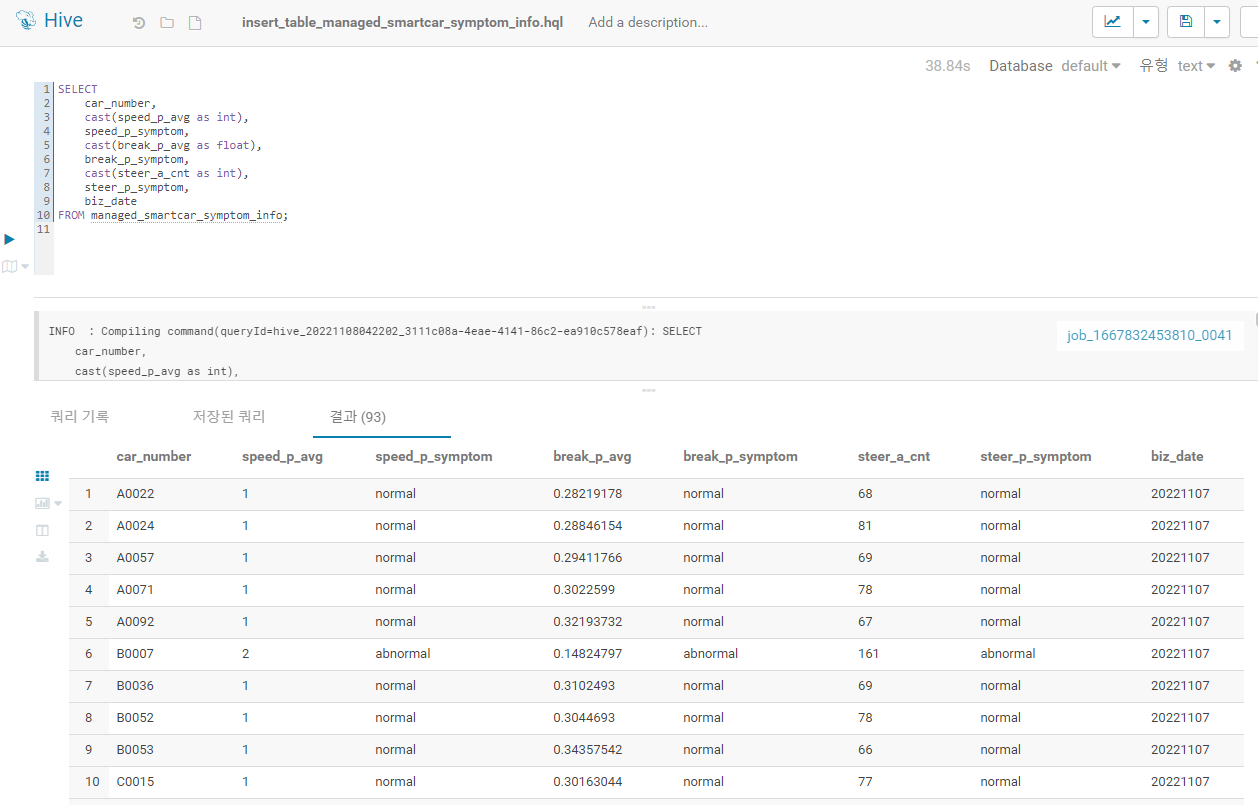 Hive insert_table_managed_smartcar_symptom_info.hql Add a description...
38.84s Database default 유형 text
1 SELECT
2 car_number,
3 cast(speed_p_avg as int),
4 speed_p_symptom,
5 cast(break_p_avg as float),
6 break_p_symptom,
7 cast(steer_a_cnt as int),
8 steer_p_symptom,
9 biz_date
10 FROM managed_smartcar_symptom_info;
11
INFO : Compiling command(queryId=hive_20221108042202_3111c08a-4eae-4141-86c2-ea910c578eaf): SELECT
job_1667832453810_0041
car_number,
cast(speed_p_avg as int),
쿼리 기록 저장된 쿼리 결과 (93)
car_number speed_p_avg speed_p_symptom break_p_avg break_p_symptom steer_a_cnt steer_p_symptom biz_date
1 A0022 1 normal 0.28219178 normal 68 normal 20221107
2 A0024 1 normal 0.28846154 normal 81 normal 20221107
3 A0057 1 normal 0.29411766 normal 69 normal 20221107
4 A0071 1 normal 0.3022599 normal 78 normal 20221107
5 A0092 1 normal 0.32193732 normal 67 normal 20221107
6 B0007 2 abnormal 0.14824797 abnormal 161 abnormal 20221107
7 B0036 1 normal 0.3102493 normal 69 normal 20221107
8 B0052 1 normal 0.3044693 normal 78 normal 20221107
9 B0053 1 normal 0.34357542 normal 66 normal 20221107
10 C0015 1 normal 0.30163044 normal 77 normal 20221107